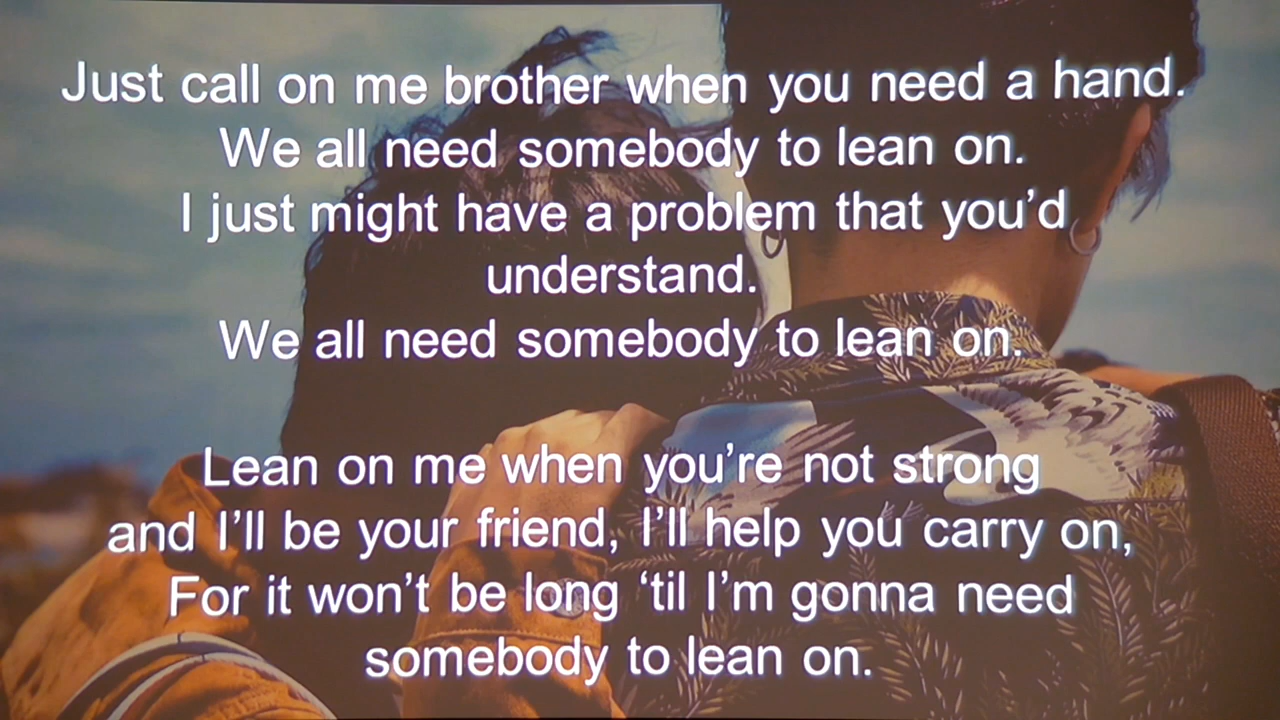 Just call on me brother when you need a hand.
We all need somebody to lean on.
I just might have a problem that you’d
understand.
We all need somebody to lean on.
Lean on me when you’re not strong
and I’ll be your friend, I’ll help you carry on,
For it won’t be long ‘til I’m gonna need
somebody to lean on.